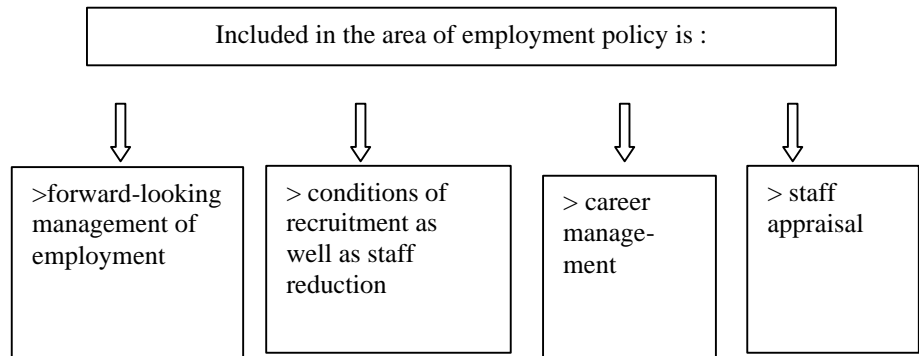 Included in the area of employment policy is :
>forward-looking
management of
employment
> conditions of
recruitment as
well as staff
reduction
> career
manage-
ment
> staff
appraisal